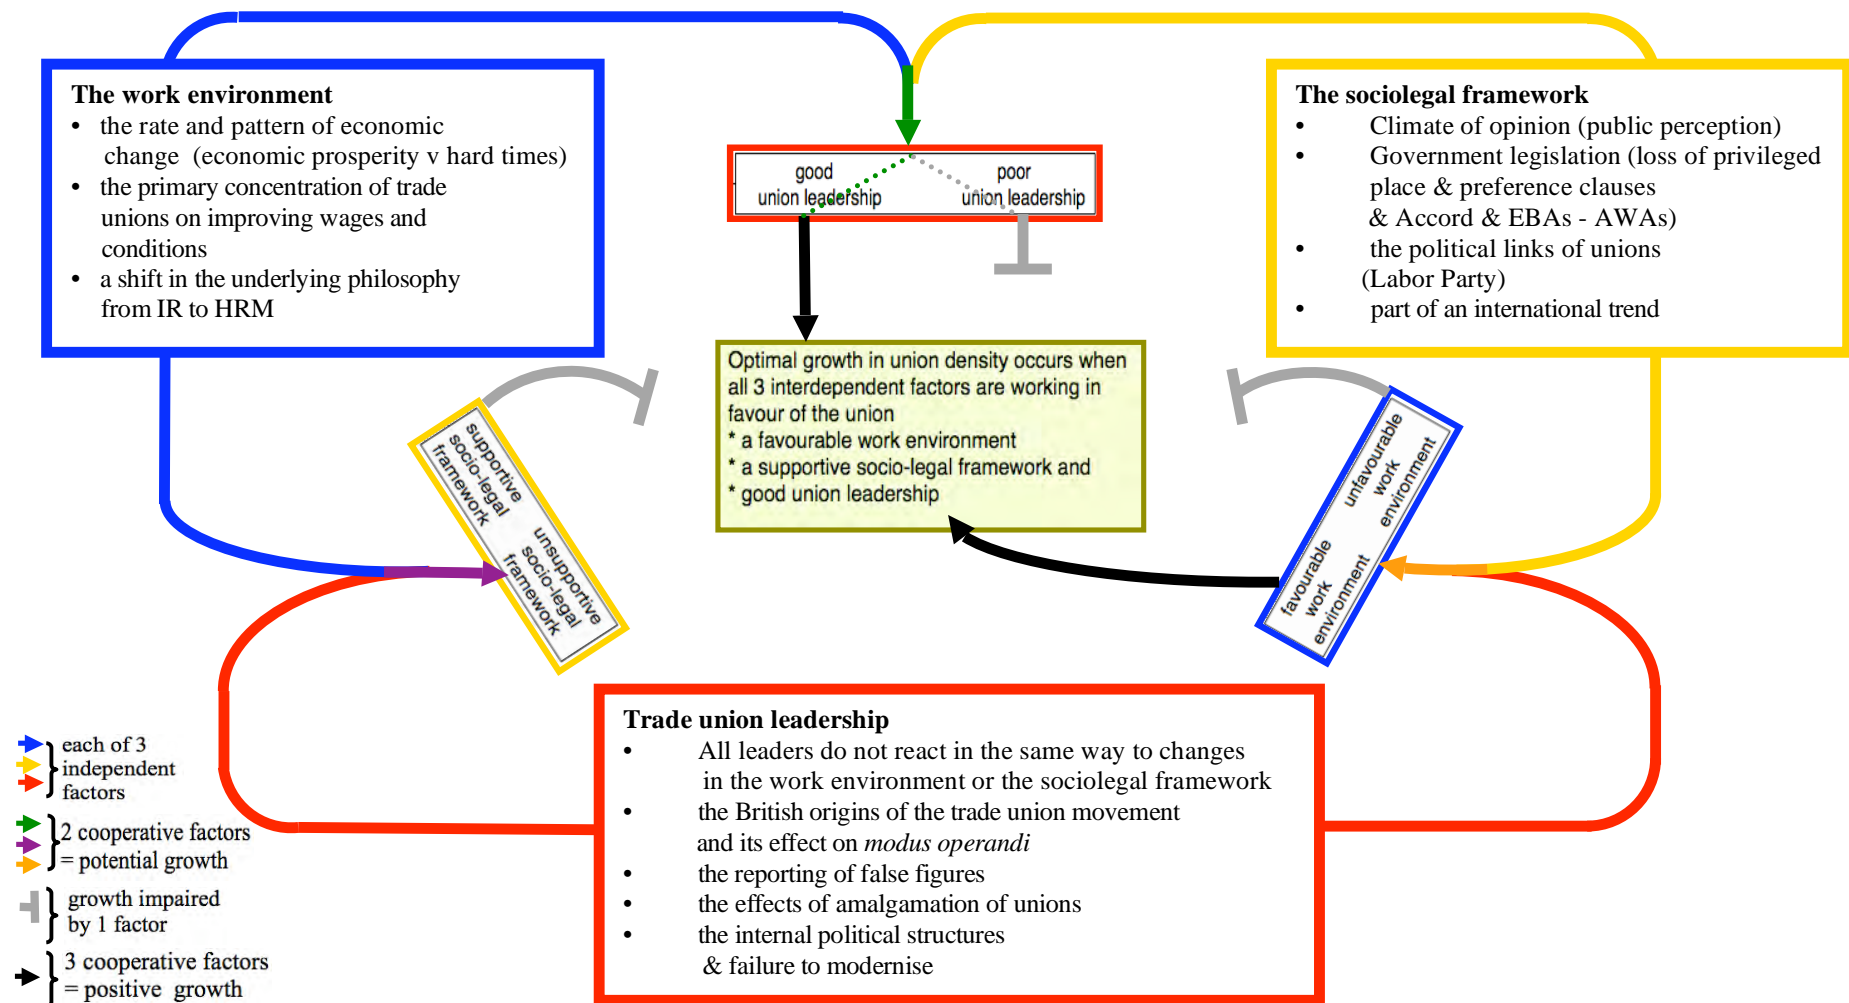 The work environment
• the rate and pattern of economic
change (economic prosperity v hard times)
• the primary concentration of trade
unions on improving wages and
conditions
• a shift in the underlying philosophy
from IR to HRM
good
union leadership
poor
union leadership
The sociolegal framework
• Climate of opinion (public perception)
• Government legislation (loss of privileged
place & preference clauses
& Accord & EBAs - AWAs)
• the political links of unions
(Labor Party)
• part of an international trend
Optimal growth in union density occurs when
all 3 interdependent factors are working in
favour of the union
* a favourable work environment
* a supportive socio-legal framework and
* good union leadership
supportive
socio-legal
framework
unsupportive
socio-legal
framework
unfavourable
work
environment
favourable
work
environment
Trade union leadership
• All leaders do not react in the same way to changes
in the work environment or the sociolegal framework
• the British origins of the trade union movement
and its effect on modus operandi
• the reporting of false figures
• the effects of amalgamation of unions
• the internal political structures
& failure to modernise
each of 3
independent
factors
2 cooperative factors
= potential growth
growth impaired
by 1 factor
3 cooperative factors
= positive growth